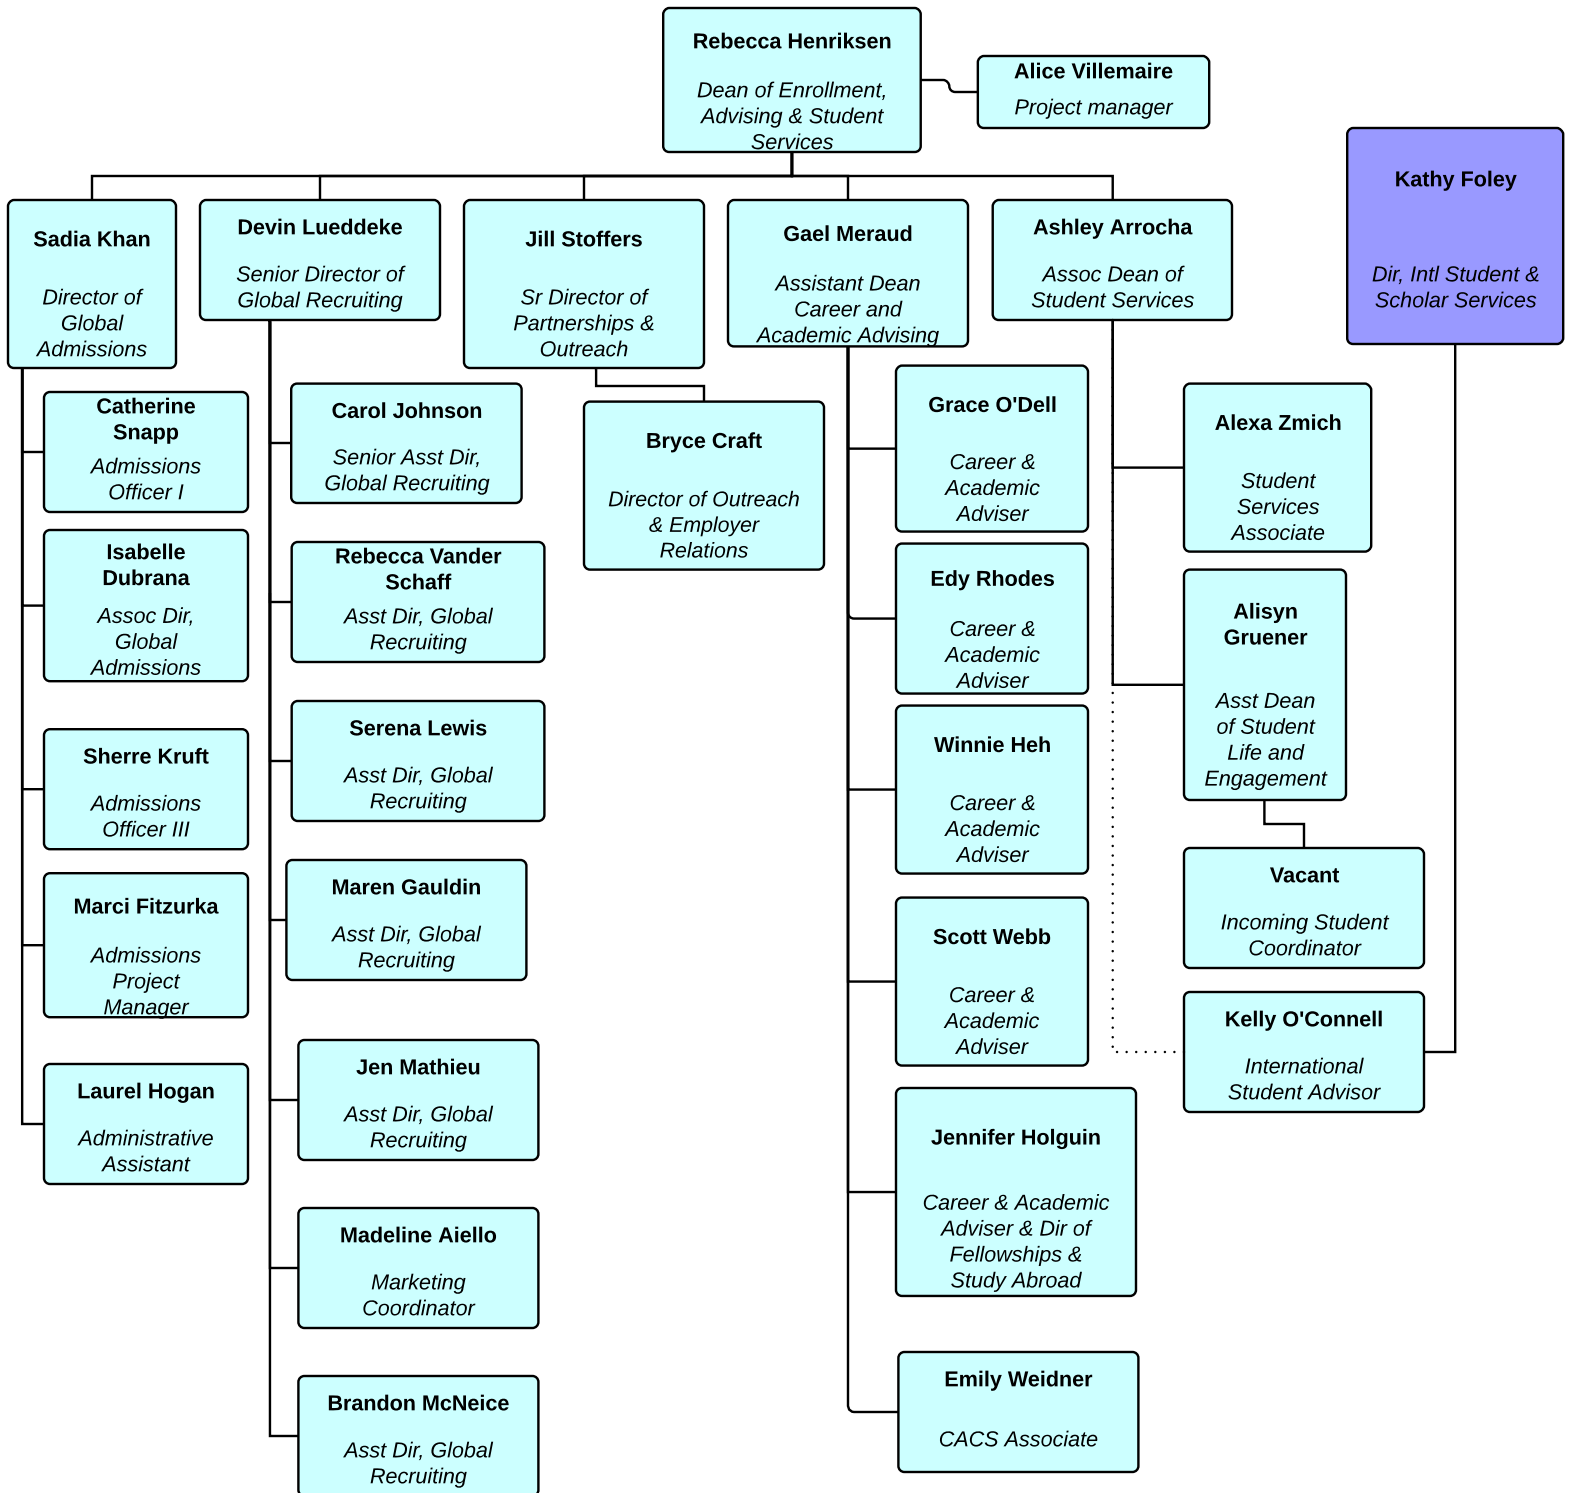 Rebecca Henriksen
Dean of Enrollment,
Advising & Student
Services
Alice Villemaire
Project manager
Kathy Foley
Dir, Intl Student &
Scholar Services
Sadia Khan
Director of
Global
Admissions
Devin Lueddeke
Senior Director of
Global Recruiting
Jill Stoffers
Sr Director of
Partnerships &
Outreach
Gael Meraud
Assistant Dean
Career and
Academic Advising
Ashley Arrocha
Assoc Dean of
Student Services
Catherine
Snapp
Admissions
Officer I
Isabelle
Dubrana
Assoc Dir,
Global
Admissions
Sherre Kruft
Admissions
Officer III
Marci Fitzurka
Admissions
Project
Manager
Laurel Hogan
Administrative
Assistant
Carol Johnson
Senior Asst Dir,
Global Recruiting
Rebecca Vander
Schaff
Asst Dir, Global
Recruiting
Serena Lewis
Asst Dir, Global
Recruiting
Maren Gauldin
Asst Dir, Global
Recruiting
Jen Mathieu
Asst Dir, Global
Recruiting
Madeline Aiello
Marketing
Coordinator
Brandon McNeice
Asst Dir, Global
Recruiting
Bryce Craft
Director of Outreach
& Employer
Relations
Grace O'Dell
Career &
Academic
Adviser
Edy Rhodes
Career &
Academic
Adviser
Winnie Heh
Career &
Academic
Adviser
Scott Webb
Career &
Academic
Adviser
Jennifer Holguin
Career & Academic
Adviser & Dir of
Fellowships &
Study Abroad
Emily Weidner
CACS Associate
Alexa Zmich
Student
Services
Associate
Alisyn
Gruener
Asst Dean
of Student
Life and
Engagement
Vacant
Incoming Student
Coordinator
Kelly O'Connell
International
Student Advisor